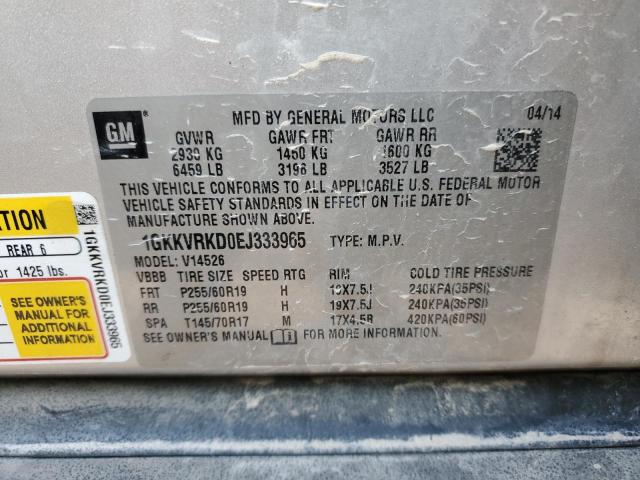 GM
MFD BY GENERAL MOTORS LLC 04/14
GVWR GAWR FRT GAWR RR
2930 KG 1450 KG 1600 KG
6459 LB 3196 LB 3527 LB
THIS VEHICLE CONFORMS TO ALL APPLICABLE U.S. FEDERAL MOTOR
VEHICLE SAFETY STANDARDS IN EFFECT ON THE DATE OF
MANUFACTURE SHOWN ABOVE.
1GKKVRKD0EJ333965 TYPE: M.P.V.
MODEL: V14526
VBBB TIRE SIZE SPEED RTG RIM COLD TIRE PRESSURE
FRT P255/60R19 H 19X7.5J 240KPA(35PSI)
RR P255/60R19 H 19X7.5J 240KPA(35PSI)
SPA T145/70R17 M 17X4.5B 420KPA(60PSI)
SEE OWNER'S MANUAL FOR MORE INFORMATION.
REAR 6
or 1425 lbs.
SEE OWNER'S
MANUAL FOR
ADDITIONAL
INFORMATION
1GKKVRKD0EJ333965